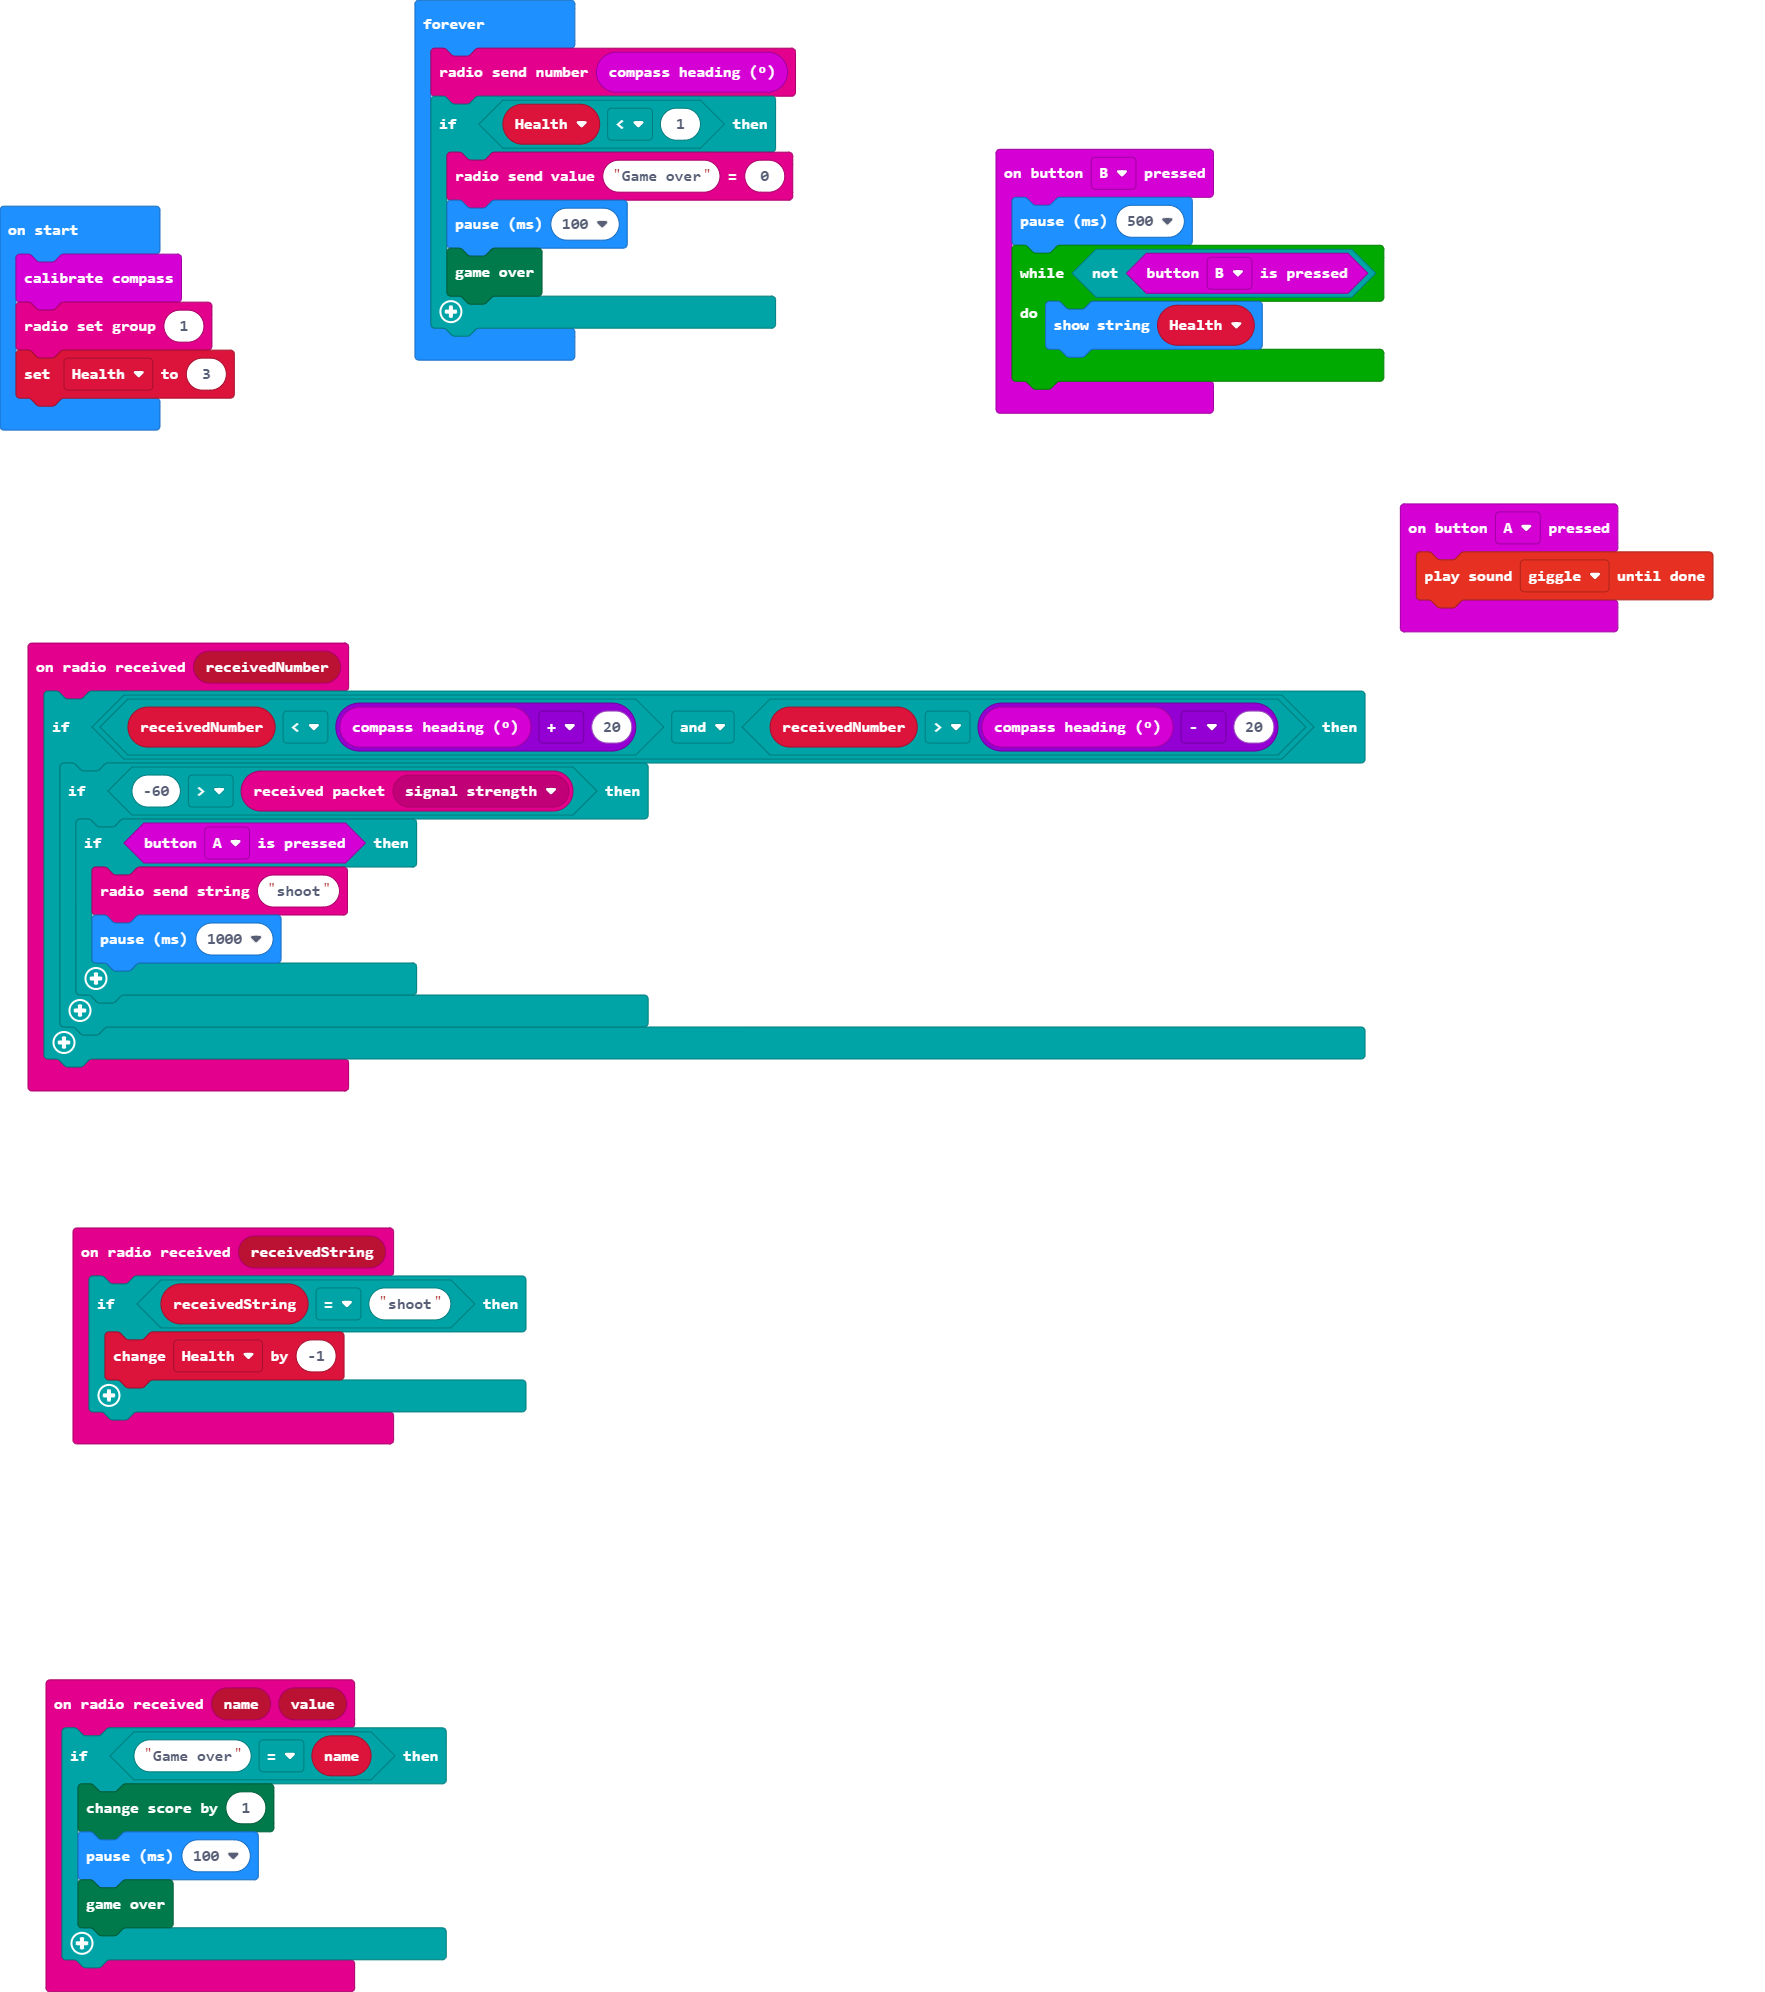 forever
radio send number compass heading (º)
if Health < 1 then
radio send value "Game over" = 0
pause (ms) 100
game over
on button B pressed
pause (ms) 500
while not button B is pressed
do show string Health
on start
calibrate compass
radio set group 1
set Health to 3
on button A pressed
play sound giggle until done
on radio received receivedNumber
if receivedNumber < compass heading (º) + 20 and receivedNumber > compass heading (º) - 20 then
if -60 > received packet signal strength then
if button A is pressed then
radio send string "shoot"
pause (ms) 1000
on radio received receivedString
if receivedString = "shoot" then
change Health by -1
on radio received name value
if "Game over" = name then
change score by 1
pause (ms) 100
game over